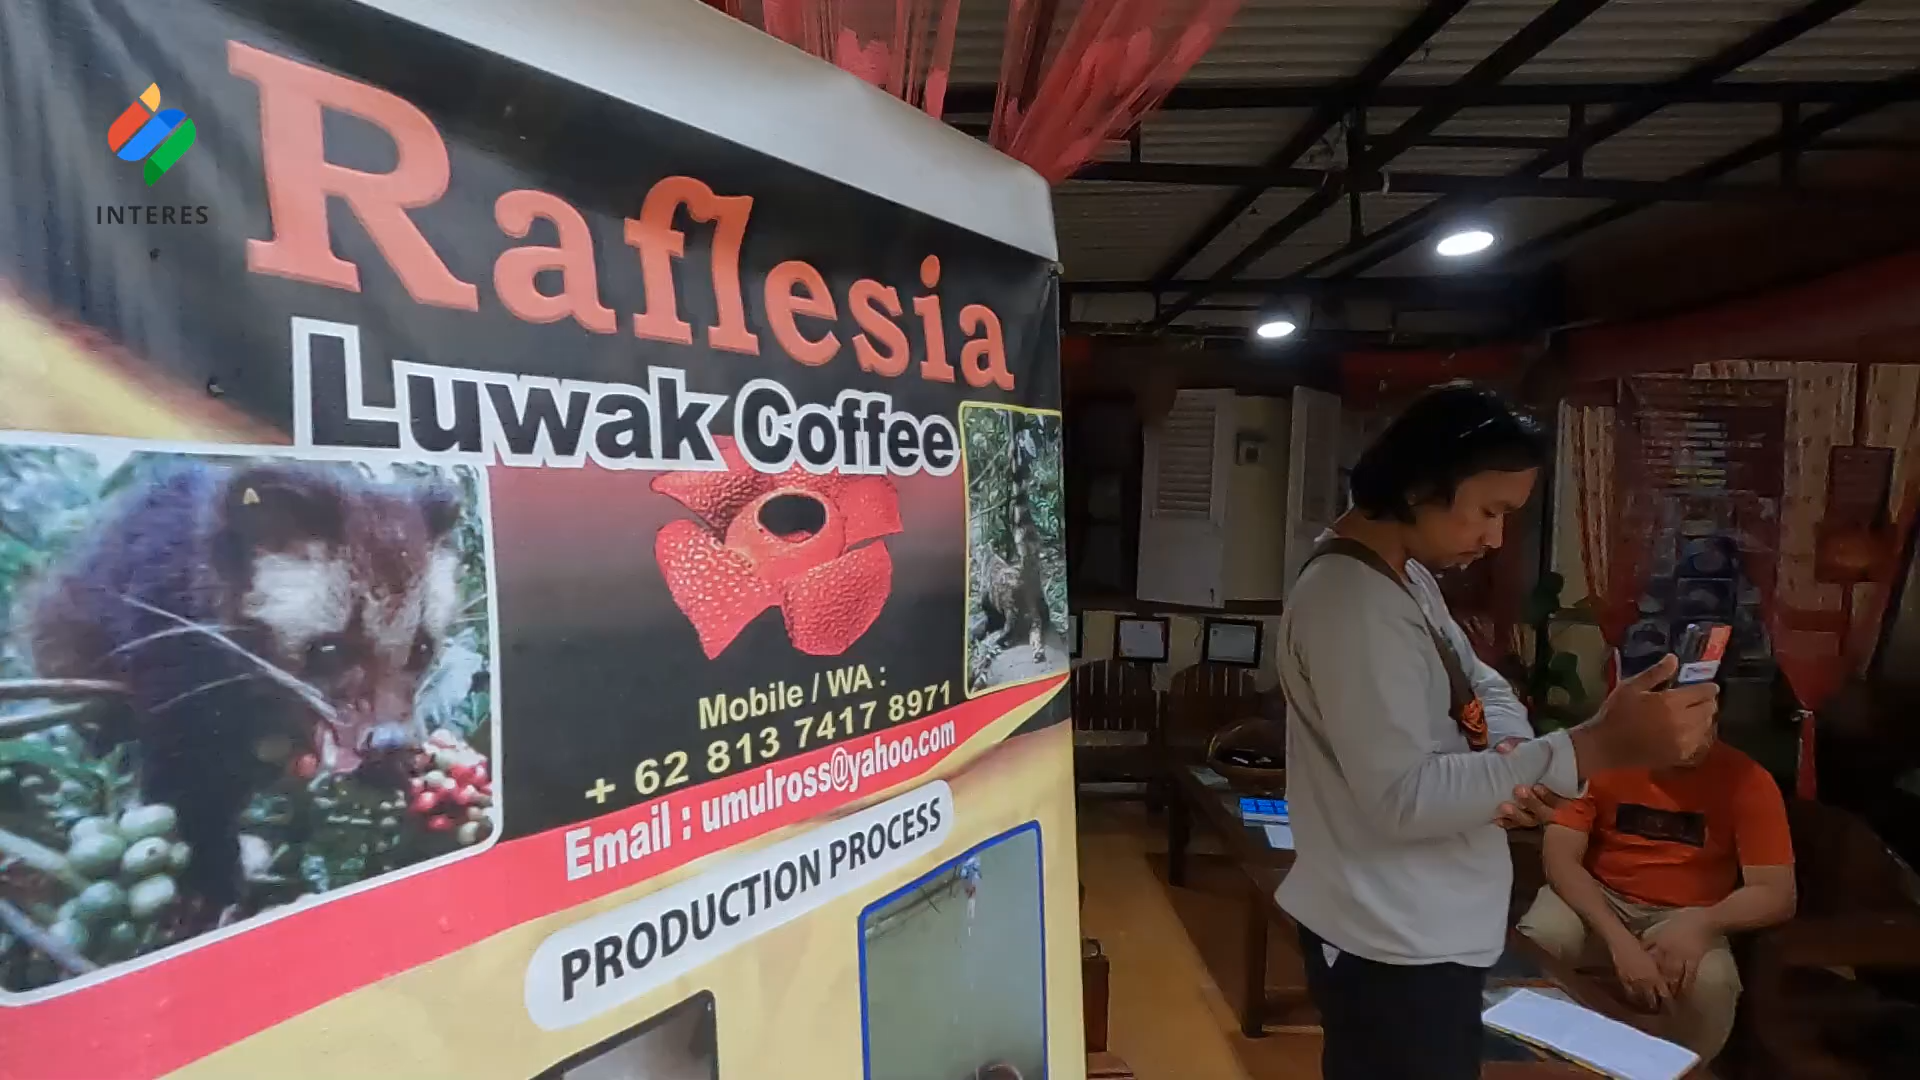 INTERES
Raflesia
Luwak Coffee
Mobile / WA :
+ 62 813 7417 8971
Email : umulross@yahoo.com
PRODUCTION PROCESS